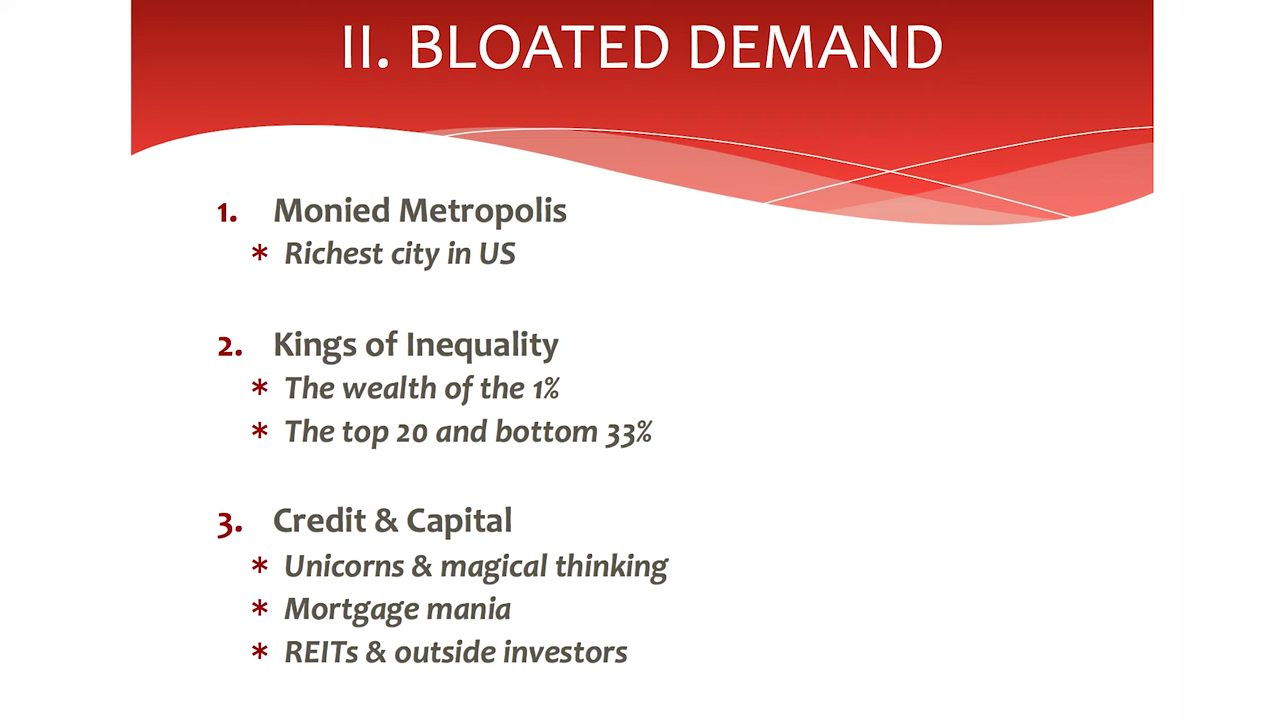 II. BLOATED DEMAND
1. Monied Metropolis
* Richest city in US
2. Kings of Inequality
* The wealth of the 1%
* The top 20 and bottom 33%
3. Credit & Capital
* Unicorns & magical thinking
* Mortgage mania
* REITs & outside investors